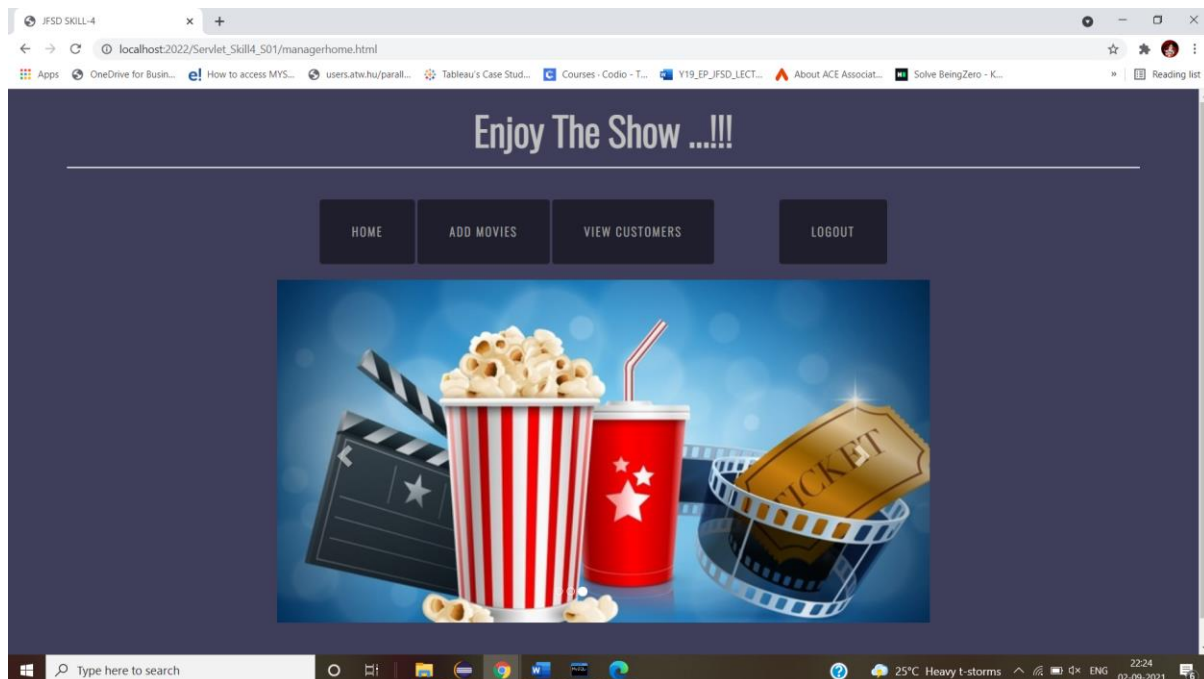 JFSD SKILL-4
localhost:2022/Servlet_Skill4_S01/managerhome.html
Apps OneDrive for Busin... How to access MYS... users.atw.hu/parall... Tableau's Case Stud... Courses - Codio - T... Y19_EP_JFSD_LECT... About ACE Associat... Solve BeingZero - K... » Reading list
Enjoy The Show ...!!!
HOME ADD MOVIES VIEW CUSTOMERS LOGOUT
TICKET
Type here to search 25°C Heavy t-storms ENG 22:24
02-09-2021